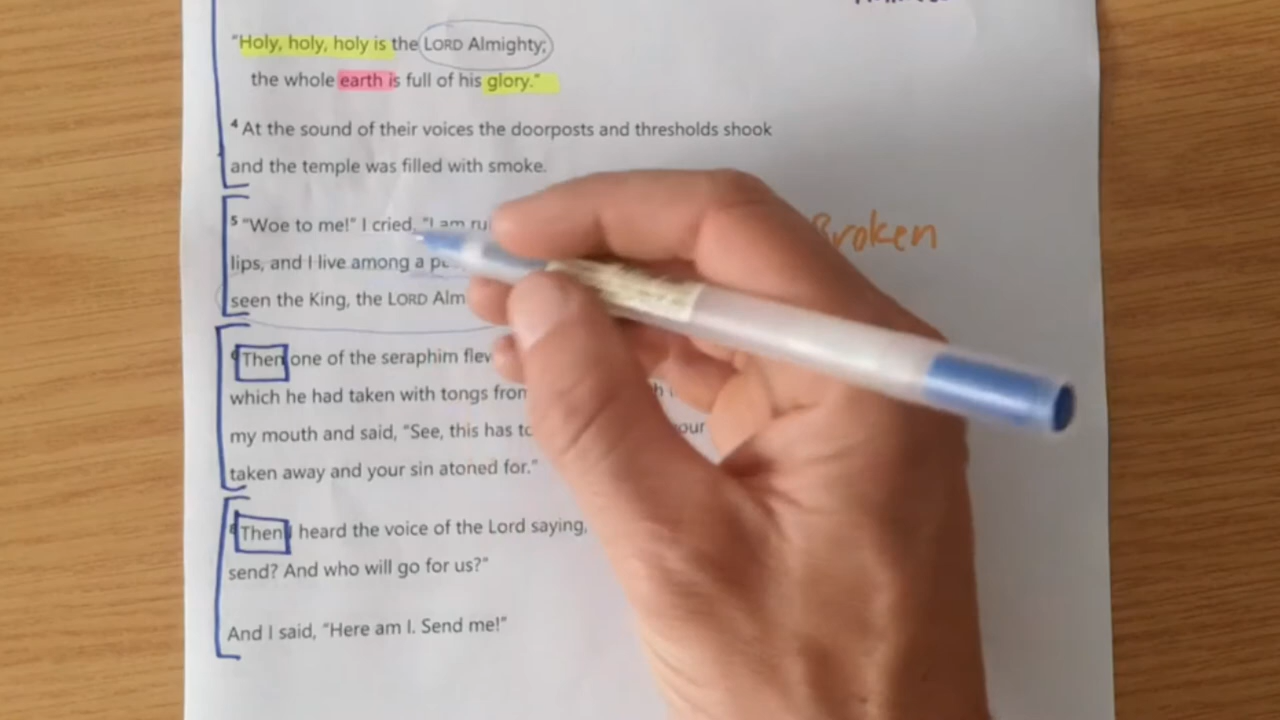 "Holy, holy, holy is the LORD Almighty;
the whole earth is full of his glory."
4 At the sound of their voices the doorposts and thresholds shook
and the temple was filled with smoke.
5 "Woe to me!" I cried, "I am
Broken
lips, and I live among a
seen the King, the LORD
Then one of the seraphim
which he had taken with tongs
my mouth and said, "See, this has
taken away and your sin atoned for."
Then I heard the voice of the Lord saying,
send? And who will go for us?"
And I said, "Here am I. Send me!"